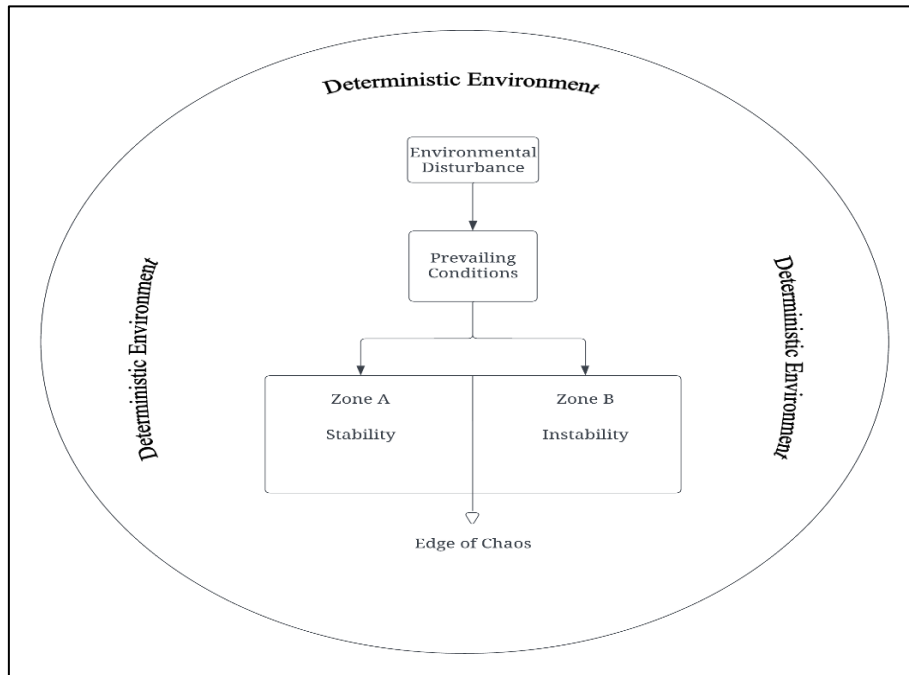 Deterministic Environment
Environmental
Disturbance
Prevailing
Conditions
Deterministic Environment
Deterministic Environment
Zone A
Stability
Zone B
Instability
Edge of Chaos